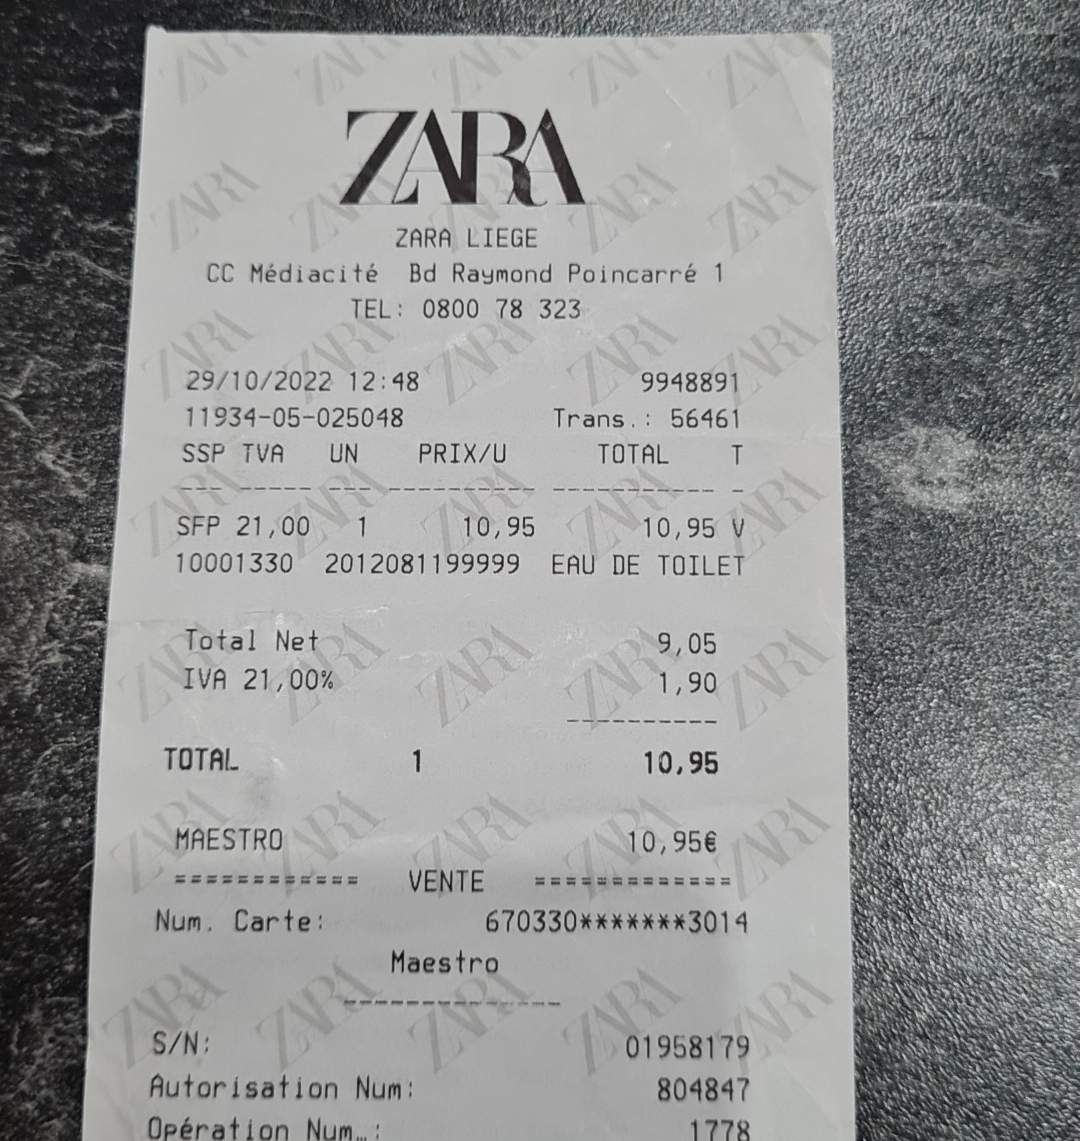 ZARA
ZARA LIEGE
CC Médiacité Bd Raymond Poincarré 1
TEL: 0800 78 323
29/10/2022 12:48 9948891
11934-05-025048 Trans.: 56461
SSP TVA UN PRIX/U TOTAL T
SFP 21,00 1 10,95 10,95 V
10001330 2012081199999 EAU DE TOILET
Total Net 9,05
IVA 21,00% 1,90
TOTAL 1 10,95
MAESTRO 10,95€
============ VENTE =============
Num. Carte: 670330*******3014
Maestro
S/N: 01958179
Autorisation Num: 804847
Opération Num..: 1778